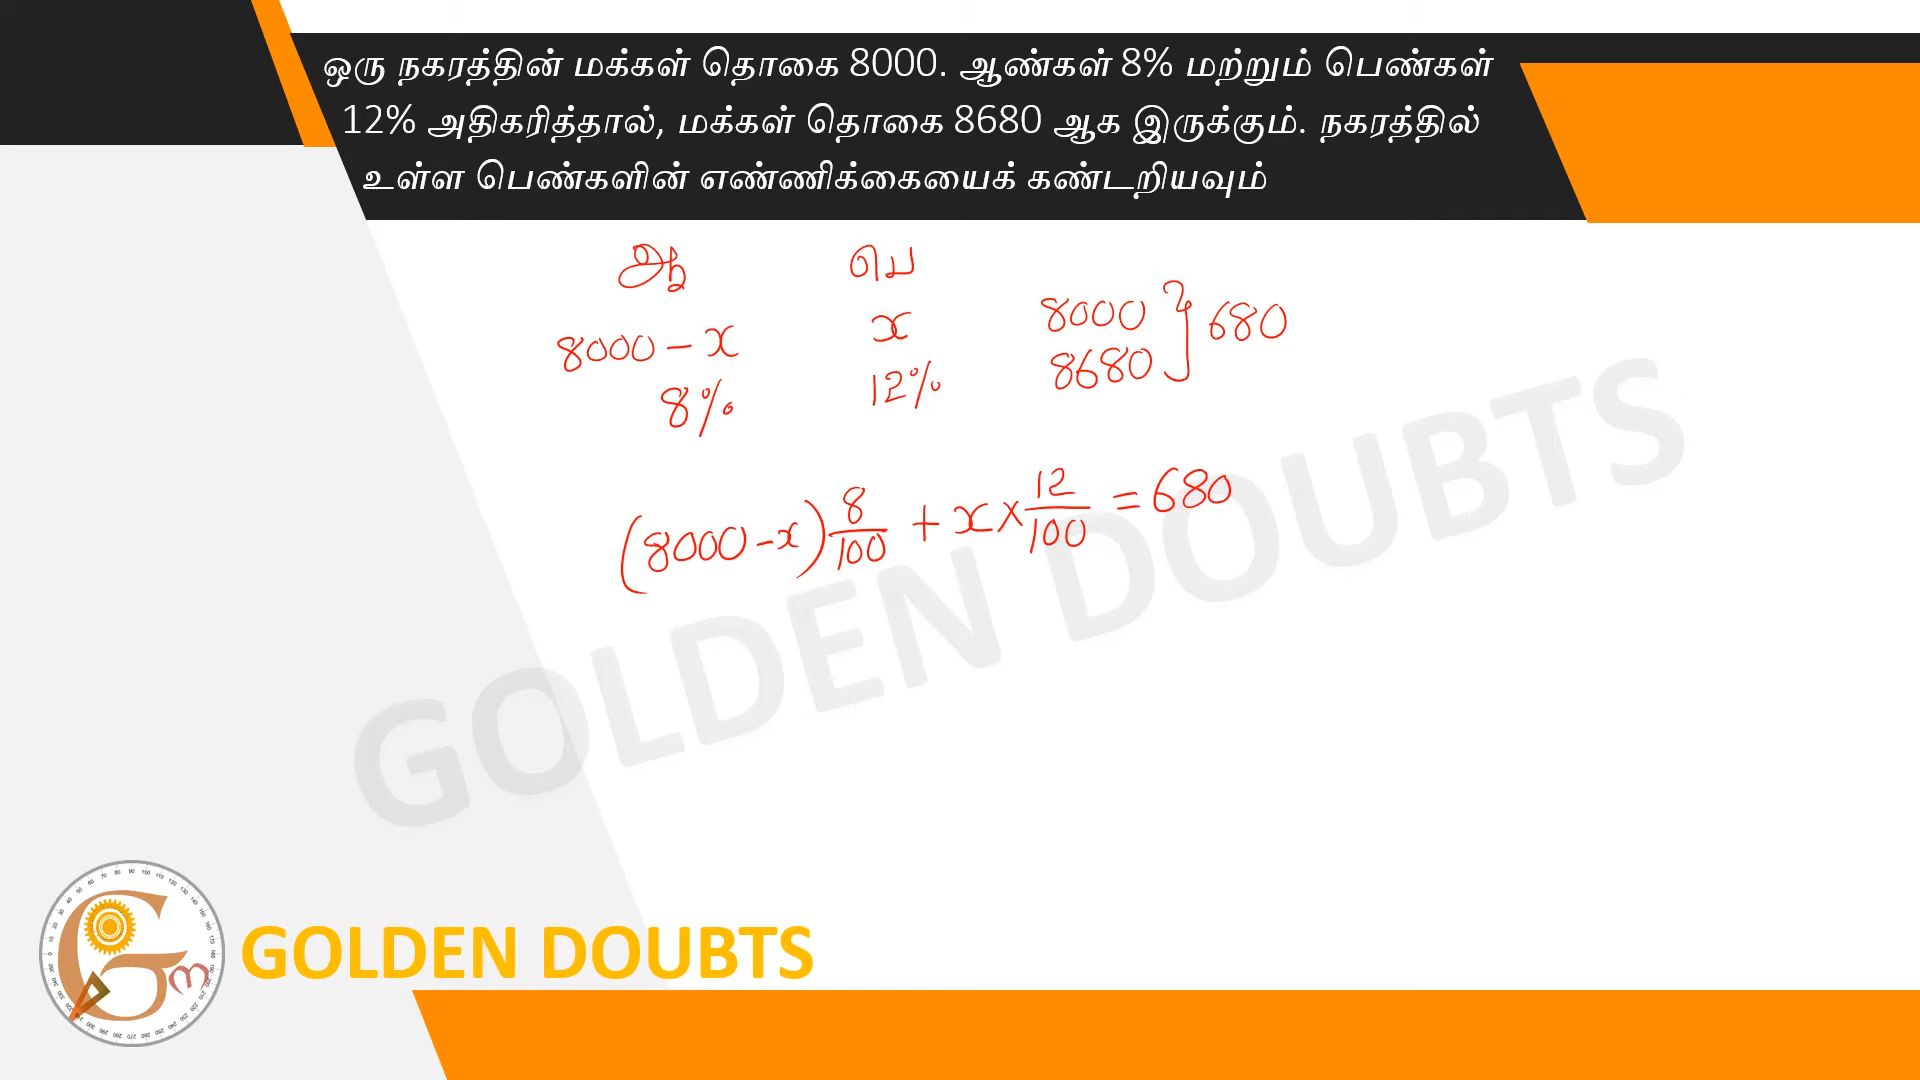 ஒரு நகரத்தின் மக்கள் தொகை 8000. ஆண்கள் 8% மற்றும் பெண்கள்
12% அதிகரித்தால், மக்கள் தொகை 8680 ஆக இருக்கும். நகரத்தில்
உள்ள பெண்களின் எண்ணிக்கையைக் கண்டறியவும்
ஆ பெ
8000 - x x 8000 } 680
8% 12% 8680
(8000 - x) 8/100 + x × 12/100 = 680
GOLDEN DOUBTS
GOLDEN DOUBTS